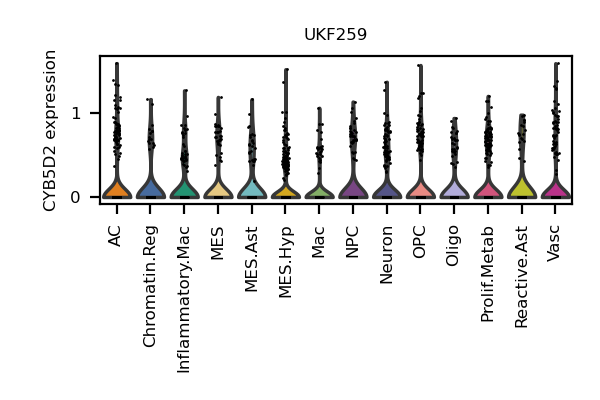 UKF259
CYB5D2 expression
1
0
AC
Chromatin.Reg
Inflammatory.Mac
MES
MES.Ast
MES.Hyp
Mac
NPC
Neuron
OPC
Oligo
Prolif.Metab
Reactive.Ast
Vasc